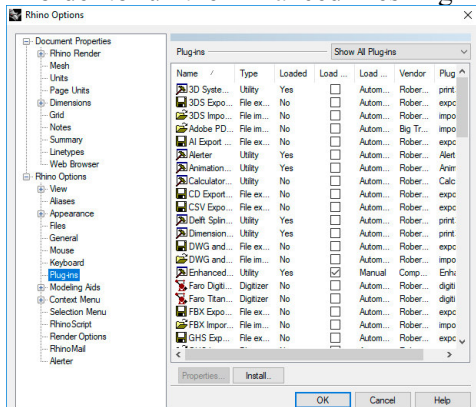 Rhino Options
Document Properties
Rhino Render
Mesh
Units
Page Units
Dimensions
Grid
Notes
Summary
Linetypes
Web Browser
Rhino Options
View
Aliases
Appearance
Files
General
Mouse
Keyboard
Plug-ins
Modeling Aids
Context Menu
Selection Menu
RhinoScript
Render Options
RhinoMail
Alerter
Plug-ins Show All Plug-ins
Name Type Loaded Load ... Load ... Vendor Plug
3D Syste... Utility Yes Autom... Rober... print
3DS Expo... File ex... No Autom... Rober... expc
3DS Impo... File im... No Autom... Rober... impo
Adobe PD... File im... No Autom... Big Tr... impo
AI Export ... File ex... No Autom... Rober... expc
Alerter Utility Yes Autom... Rober... Alert
Animation... Utility Yes Autom... Rober... Anim
Calculator... Utility No Autom... Rober... Calc
CD Export... File ex... No Autom... Rober... expc
CSV Expo... File ex... No Autom... Rober... expc
Delft Splin... Utility Yes Autom... Rober... print
Dimension... Utility Yes Autom... Rober... print
DWG and... File ex... No Autom... Rober... expc
DWG and... File im... No Autom... Rober... impo
Enhanced... Utility Yes Manual Comp... Enha
Faro Digiti... Digitizer No Autom... Rober... digiti
Faro Titan... Digitizer No Autom... Rober... digiti
FBX Expo... File ex... No Autom... Rober... expc
FBX Impor... File im... No Autom... Rober... impo
GHS Exp... File ex... No Autom... Rober... expc
Properties... Install..
OK Cancel Help